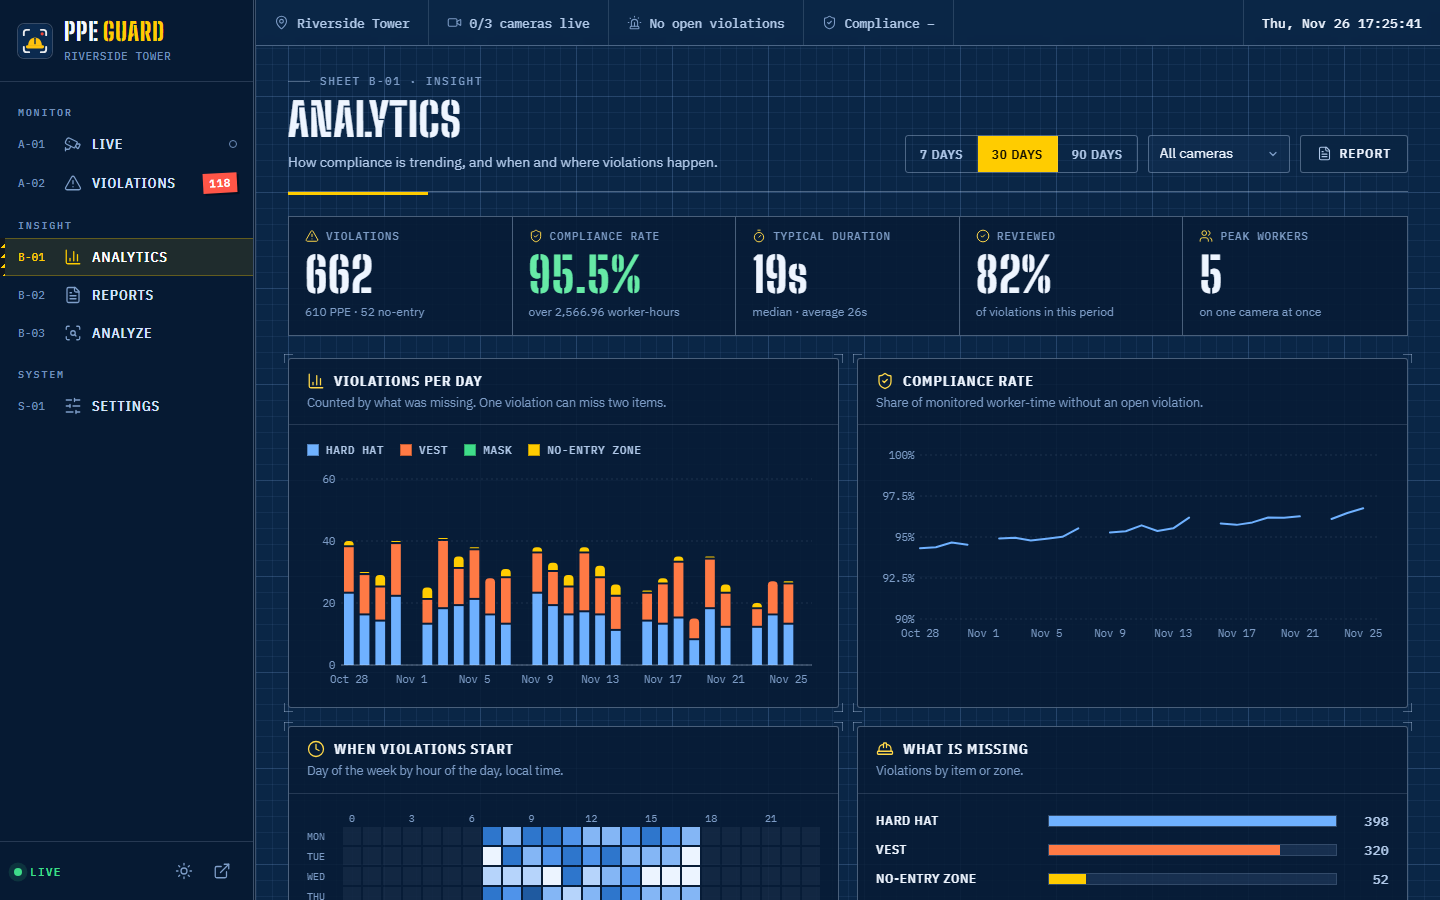 PPE GUARD
RIVERSIDE TOWER
Riverside Tower
0/3 cameras live
No open violations
Compliance –
Thu, Nov 26 17:25:41
MONITOR
A-01 LIVE
A-02 VIOLATIONS 118
INSIGHT
B-01 ANALYTICS
B-02 REPORTS
B-03 ANALYZE
SYSTEM
S-01 SETTINGS
LIVE
SHEET B-01 · INSIGHT
ANALYTICS
How compliance is trending, and when and where violations happen.
7 DAYS 30 DAYS 90 DAYS All cameras REPORT
VIOLATIONS
662
610 PPE · 52 no-entry
COMPLIANCE RATE
95.5%
over 2,566.96 worker-hours
TYPICAL DURATION
19s
median · average 26s
REVIEWED
82%
of violations in this period
PEAK WORKERS
5
on one camera at once
VIOLATIONS PER DAY
Counted by what was missing. One violation can miss two items.
HARD HAT VEST MASK NO-ENTRY ZONE
60
40
20
0
Oct 28 Nov 1 Nov 5 Nov 9 Nov 13 Nov 17 Nov 21 Nov 25
COMPLIANCE RATE
Share of monitored worker-time without an open violation.
100%
97.5%
95%
92.5%
90%
Oct 28 Nov 1 Nov 5 Nov 9 Nov 13 Nov 17 Nov 21 Nov 25
WHEN VIOLATIONS START
Day of the week by hour of the day, local time.
0 3 6 9 12 15 18 21
MON
TUE
WED
THU
WHAT IS MISSING
Violations by item or zone.
HARD HAT 398
VEST 320
NO-ENTRY ZONE 52